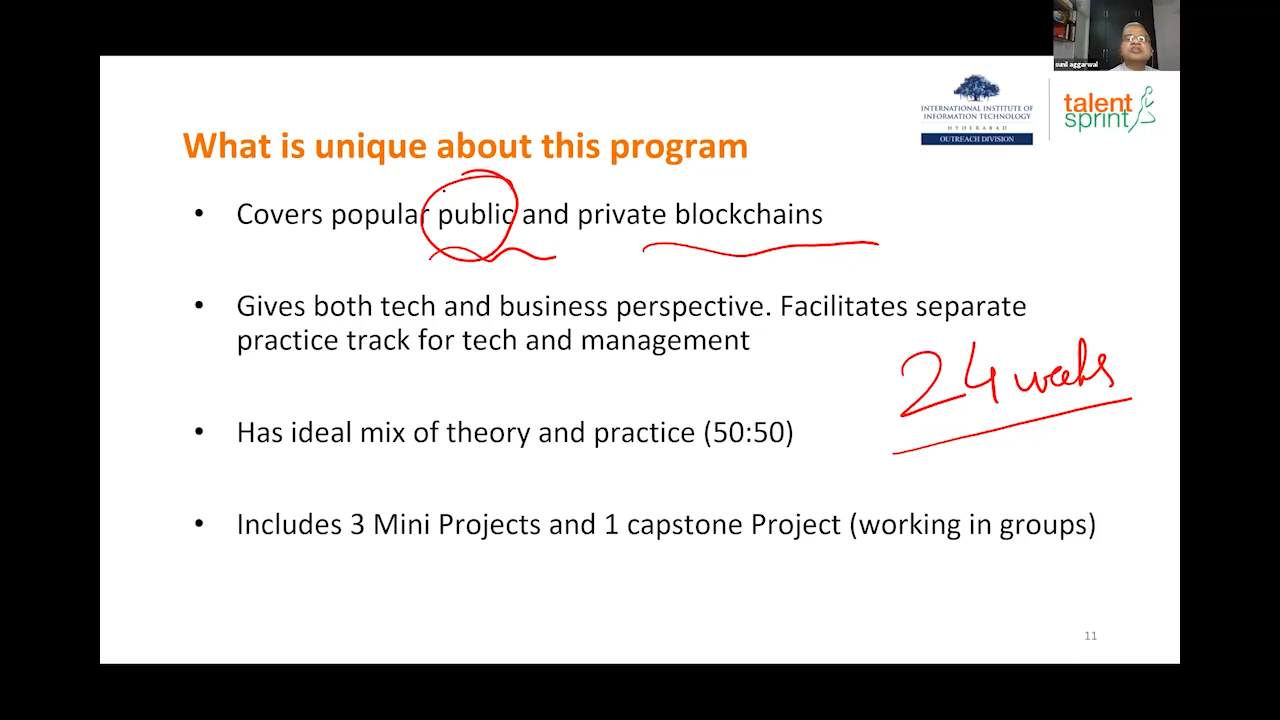 sunil aggarwal
INTERNATIONAL INSTITUTE OF
INFORMATION TECHNOLOGY
HYDERABAD
OUTREACH DIVISION
talent
sprint
What is unique about this program
• Covers popular public and private blockchains
• Gives both tech and business perspective. Facilitates separate
practice track for tech and management
24 weeks
• Has ideal mix of theory and practice (50:50)
• Includes 3 Mini Projects and 1 capstone Project (working in groups)
11